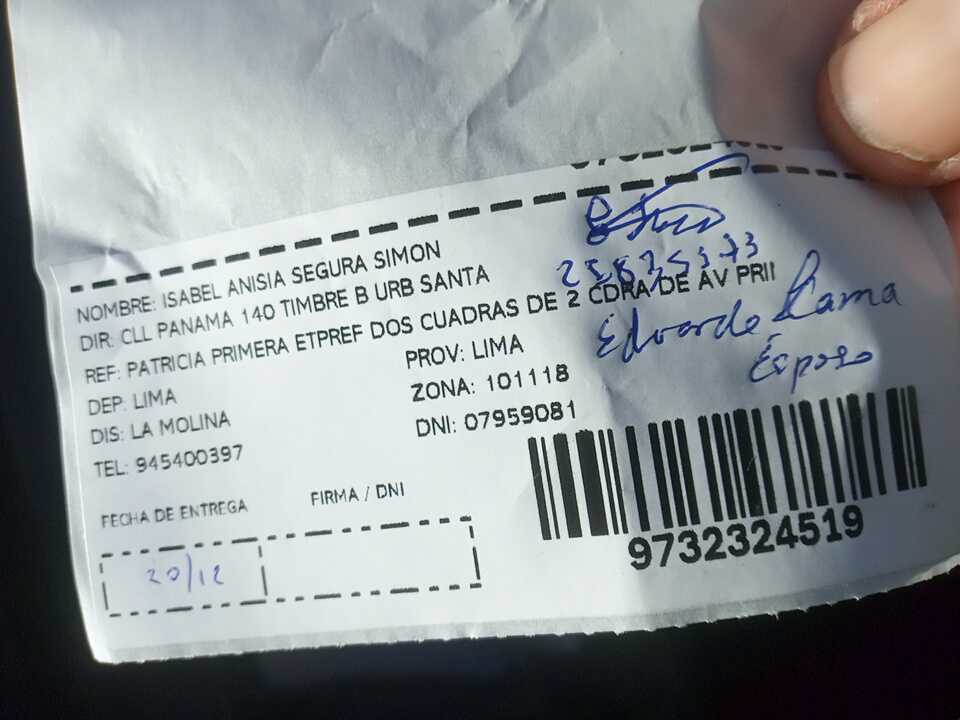 NOMBRE: ISABEL ANISIA SEGURA SIMON
DIR: CLL PANAMA 140 TIMBRE B URB SANTA
REF: PATRICIA PRIMERA ETPREF DOS CUADRAS DE 2 CDRA DE AV PRII
DEP: LIMA
PROV: LIMA
DIS: LA MOLINA
ZONA: 101118
TEL: 945400397
DNI: 07959081
FECHA DE ENTREGA
FIRMA / DNI
20/12
Eduardo Lama
Esposo
9732324519